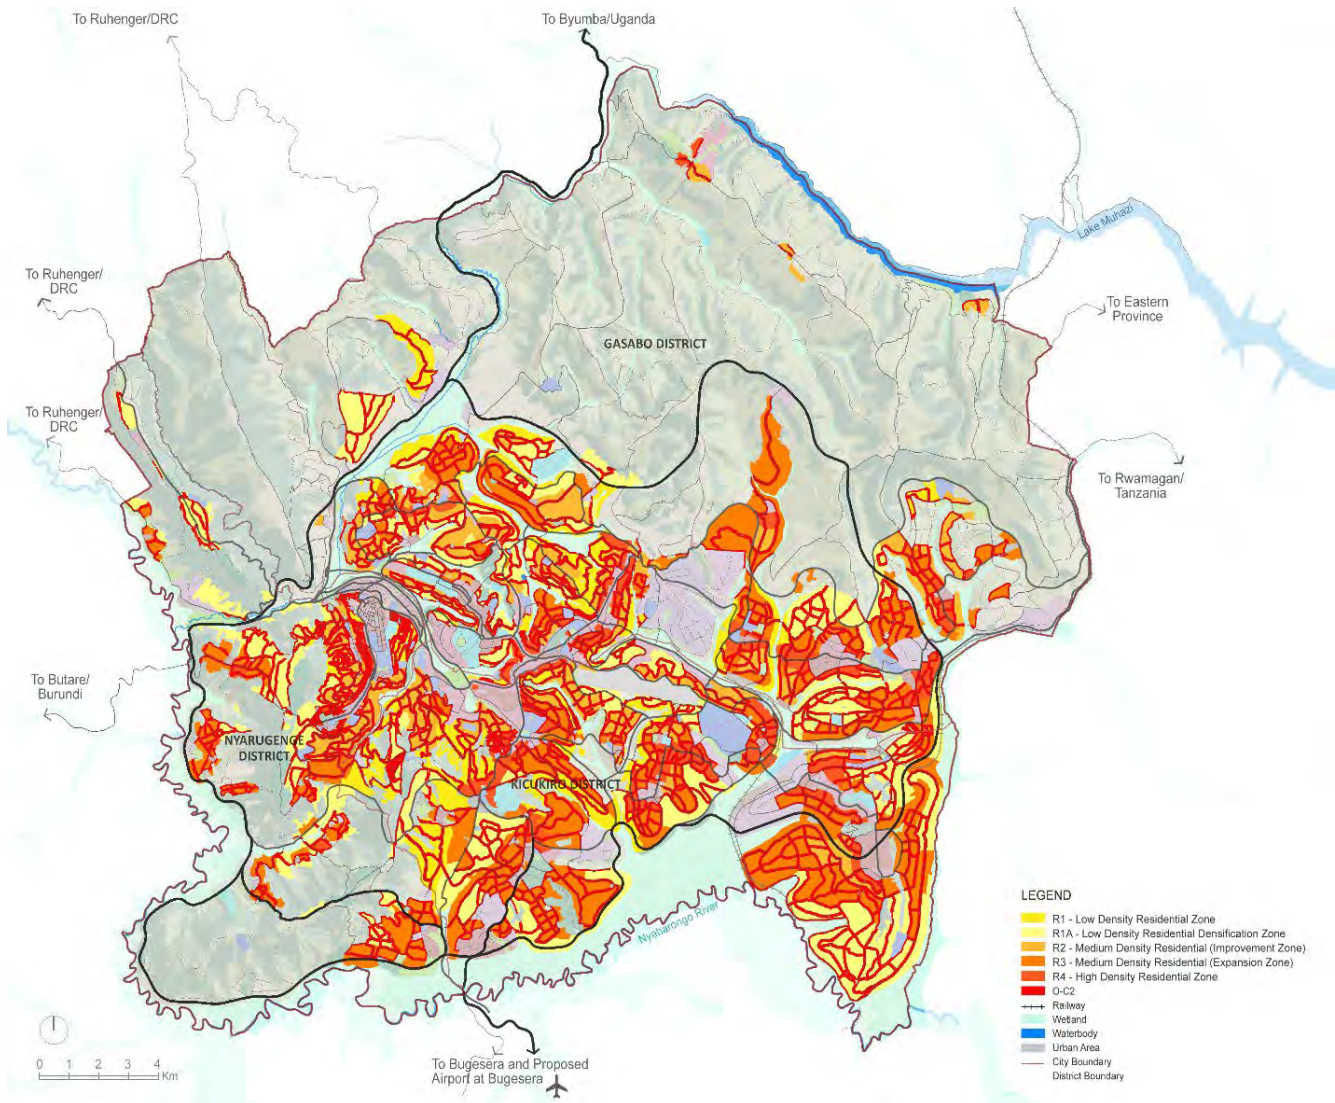 To Ruhenger/DRC
To Byumba/Uganda
Lake Muhazi
To Ruhenger/
DRC
To Eastern
Province
GASABO DISTRICT
To Ruhenger/
DRC
To Rwamagan/
Tanzania
To Butare/
Burundi
NYARUGENGE
DISTRICT
KICUKIRO DISTRICT
Nyabarongo River
LEGEND
R1 - Low Density Residential Zone
R1A - Low Density Residential Densification Zone
R2 - Medium Density Residential (Improvement Zone)
R3 - Medium Density Residential (Expansion Zone)
R4 - High Density Residential Zone
O-C2
Railway
Wetland
Waterbody
Urban Area
City Boundary
District Boundary
0 1 2 3 4
Km
To Bugesera and Proposed
Airport at Bugesera